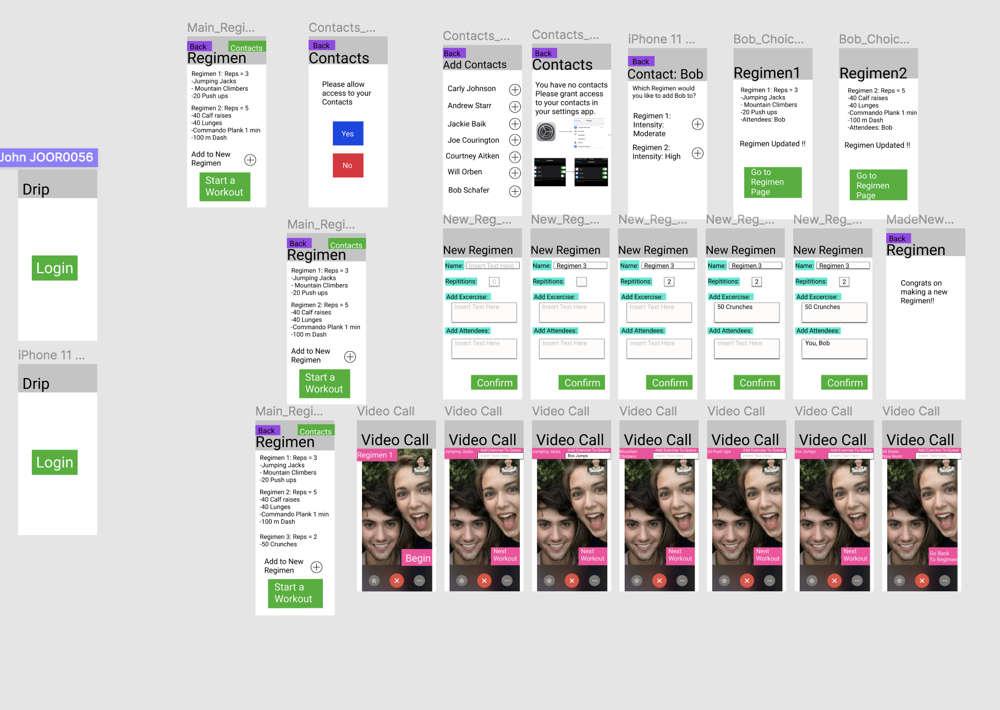 John JOOR0056
Drip
Login
iPhone 11 ...
Drip
Login
Main_Regi...
Back
Contacts
Regimen
Regimen 1: Reps = 3
-Jumping Jacks
- Mountain Climbers
-20 Push ups
Regimen 2: Reps = 5
-40 Calf raises
-40 Lunges
-Commando Plank 1 min
-100 m Dash
Add to New
Regimen
Start a
Workout
Contacts_...
Back
Contacts
Please allow
access to your
Contacts
Yes
No
Contacts_...
Back
Add Contacts
Carly Johnson
Andrew Starr
Jackie Baik
Joe Courington
Courtney Aitken
Will Orben
Bob Schafer
Contacts_...
Back
Contacts
You have no contacts
Please grant access
to your contacts in
your settings app.
iPhone 11 ...
Back
Contact: Bob
Which Regimen would
you like to add Bob to?
Regimen 1:
Intensity:
Moderate
Regimen 2:
Intensity: High
Bob_Choic...
Regimen1
Regimen 1: Reps = 3
-Jumping Jacks
- Mountain Climbers
-20 Push ups
-Attendees: Bob
Regimen Updated !!
Go to
Regimen
Page
Bob_Choic...
Regimen2
Regimen 2: Reps = 5
-40 Calf raises
-40 Lunges
-Commando Plank 1 min
-100 m Dash
-Attendees: Bob
Regimen Updated !!
Go to
Regimen
Page
Main_Regi...
Back
Contacts
Regimen
Regimen 1: Reps = 3
-Jumping Jacks
- Mountain Climbers
-20 Push ups
Regimen 2: Reps = 5
-40 Calf raises
-40 Lunges
-Commando Plank 1 min
-100 m Dash
Add to New
Regimen
Start a
Workout
New_Reg_...
New Regimen
Name: Insert Text Here
Repititions: 0
Add Excercise:
Insert Text Here
Add Attendees:
Insert Text Here
Confirm
New_Reg_...
New Regimen
Name: Regimen 3
Repititions: 0
Add Excercise:
Insert Text Here
Add Attendees:
Insert Text Here
Confirm
New_Reg_...
New Regimen
Name: Regimen 3
Repititions: 2
Add Excercise:
Insert Text Here
Add Attendees:
Insert Text Here
Confirm
New_Reg_...
New Regimen
Name: Regimen 3
Repititions: 2
Add Excercise:
50 Crunches
Add Attendees:
Insert Text Here
Confirm
New_Reg_...
New Regimen
Name: Regimen 3
Repititions: 2
Add Excercise:
50 Crunches
Add Attendees:
You, Bob
Confirm
MadeNew...
Back
Regimen
Congrats on
making a new
Regimen!!
Main_Regi...
Back
Contacts
Regimen
Regimen 1: Reps = 3
-Jumping Jacks
- Mountain Climbers
-20 Push ups
Regimen 2: Reps = 5
-40 Calf raises
-40 Lunges
-Commando Plank 1 min
-100 m Dash
Regimen 3: Reps = 2
-50 Crunches
Add to New
Regimen
Start a
Workout
Video Call
Video Call
Regimen 1
Begin
Video Call
Video Call
Jumping Jacks
Add Exercise To Queue
Insert Text Here
Next
Workout
Video Call
Video Call
Jumping Jacks
Add Exercise To Queue
Box Jumps
Next
Workout
Video Call
Video Call
Mountain
Climbers
Add Exercise To Queue
Insert Text Here
Next
Workout
Video Call
Video Call
20 Push Ups
Add Exercise To Queue
Insert Text Here
Next
Workout
Video Call
Video Call
Box Jumps
Add Exercise To Queue
Insert Text Here
Next
Workout
Video Call
Video Call
All Done!
Nice Work!
Add Exercise To Queue
Insert Text Here
Go Back
To Regimen